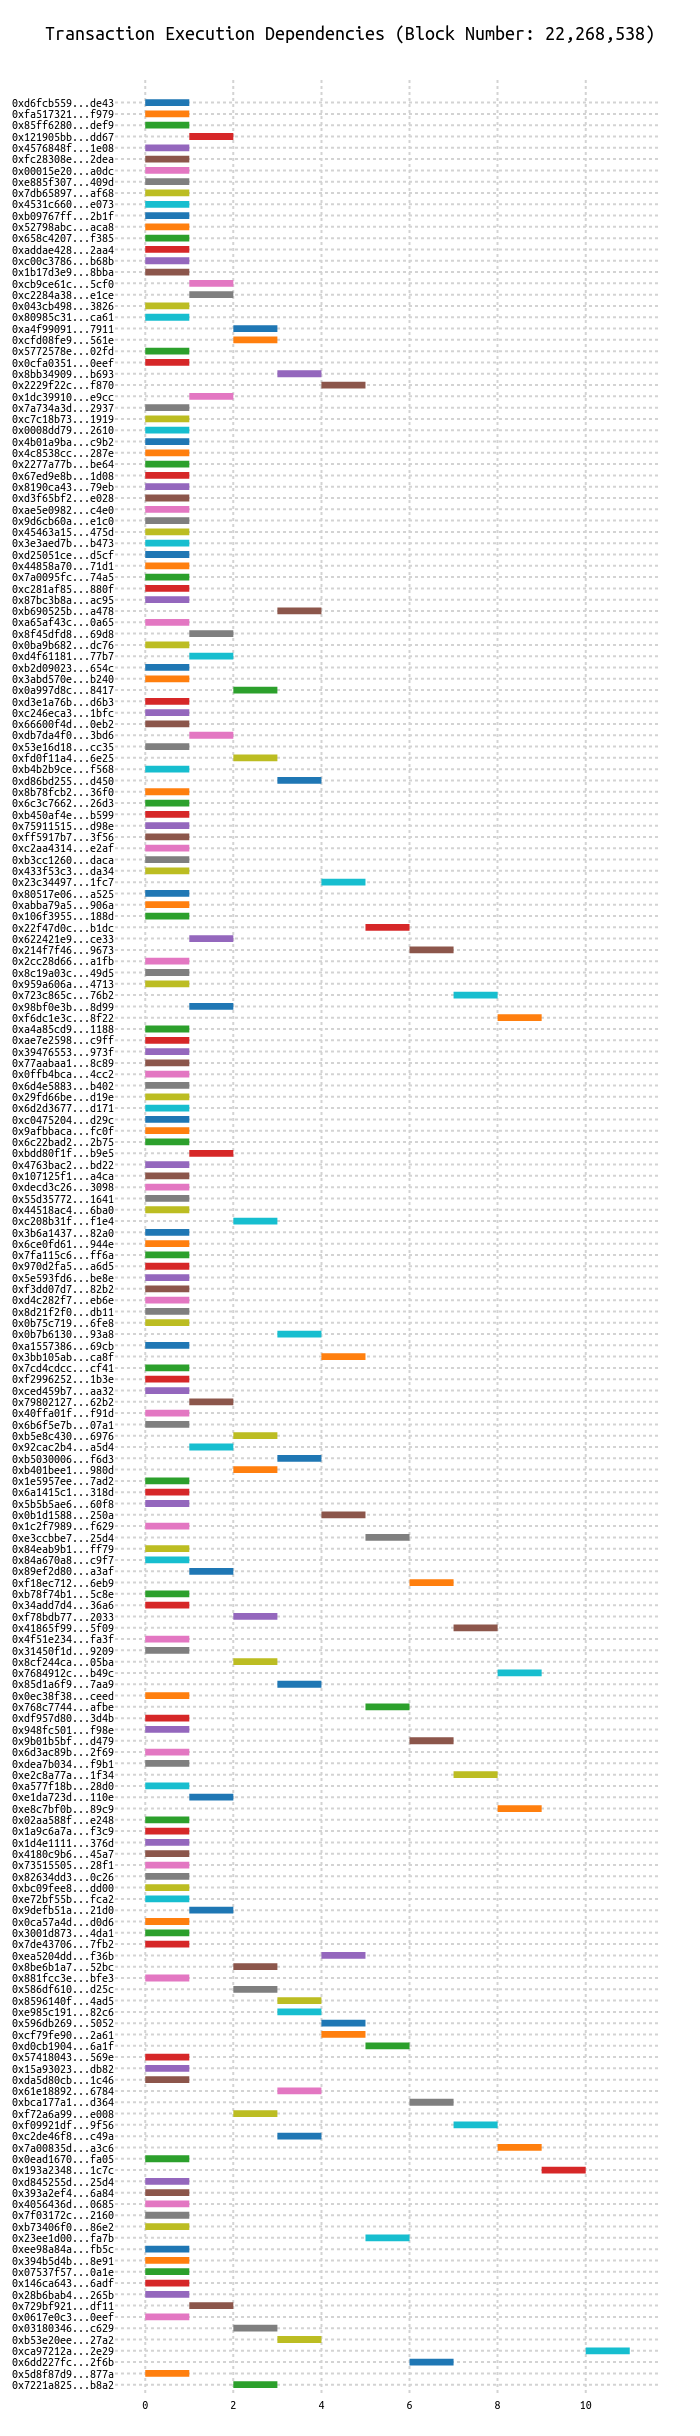 Transaction Execution Dependencies (Block Number: 22,268,538)
0xd6fcb559...de43
0xfa517321...f979
0x85ff6280...def9
0x121905bb...dd67
0x4576848f...1e08
0xfc28308e...2dea
0x00015e20...a0dc
0xe885f307...409d
0x7db65897...af68
0x4531c660...e073
0xb09767ff...2b1f
0x52798abc...aca8
0x658c4207...f385
0xaddae428...2aa4
0xc00c3786...b68b
0x1b17d3e9...8bba
0xcb9ce61c...5cf0
0xc2284a38...e1ce
0x043cb498...3826
0x80985c31...ca61
0xa4f99091...7911
0xcfd08fe9...561e
0x5772578e...02fd
0x0cfa0351...0eef
0x8bb34909...b693
0x2229f22c...f870
0x1dc39910...e9cc
0x7a734a3d...2937
0xc7c18b73...1919
0x0008dd79...2610
0x4b01a9ba...c9b2
0x4c8538cc...287e
0x2277a77b...be64
0x67ed9e8b...1d08
0x8190ca43...79eb
0xd3f65bf2...e028
0xae5e0982...c4e0
0x9d6cb60a...e1c0
0x45463a15...475d
0x3e3aed7b...b473
0xd25051ce...d5cf
0x44858a70...71d1
0x7a0095fc...74a5
0xc281af85...880f
0x87bc3b8a...ac95
0xb690525b...a478
0xa65af43c...0a65
0x8f45dfd8...69d8
0x0ba9b682...dc76
0xd4f61181...77b7
0xb2d09023...654c
0x3abd570e...b240
0x0a997d8c...8417
0xd3e1a76b...d6b3
0xc246eca3...1bfc
0x66600f4d...0eb2
0xdb7da4f0...3bd6
0x53e16d18...cc35
0xfd0f11a4...6e25
0xb4b2b9ce...f568
0xd86bd255...d450
0x8b78fcb2...36f0
0x6c3c7662...26d3
0xb450af4e...b599
0x75911515...d98e
0xff5917b7...3f56
0xc2aa4314...e2af
0xb3cc1260...daca
0x433f53c3...da34
0x23c34497...1fc7
0x80517e06...a525
0xabba79a5...906a
0x106f3955...188d
0x22f47d0c...b1dc
0x622421e9...ce33
0x214f7f46...9673
0x2cc28d66...a1fb
0x8c19a03c...49d5
0x959a606a...4713
0x723c865c...76b2
0x98bf0e3b...8d99
0xf6dc1e3c...8f22
0xa4a85cd9...1188
0xae7e2598...c9ff
0x39476553...973f
0x77aabaa1...8c89
0x0ffb4bca...4cc2
0x6d4e5883...b402
0x29fd66be...d19e
0x6d2d3677...d171
0xc0475204...d29c
0x9afbbaca...fc0f
0x6c22bad2...2b75
0xbdd80f1f...b9e5
0x4763bac2...bd22
0x107125f1...a4ca
0xdecd3c26...3098
0x55d35772...1641
0x44518ac4...6ba0
0xc208b31f...f1e4
0x3b6a1437...82a0
0x6ce0fd61...944e
0x7fa115c6...ff6a
0x970d2fa5...a6d5
0x5e593fd6...be8e
0xf3dd07d7...82b2
0xd4c282f7...eb6e
0x8d21f2f0...db11
0x0b75c719...6fe8
0x0b7b6130...93a8
0xa1557386...69cb
0x3bb105ab...ca8f
0x7cd4cdcc...cf41
0xf2996252...1b3e
0xced459b7...aa32
0x79802127...62b2
0x40ffa01f...f91d
0x6b6f5e7b...07a1
0xb5e8c430...6976
0x92cac2b4...a5d4
0xb5030006...f6d3
0xb401bee1...980d
0x1e5957ee...7ad2
0x6a1415c1...318d
0x5b5b5ae6...60f8
0x0b1d1588...250a
0x1c2f7989...f629
0xe3ccbbe7...25d4
0x84eab9b1...ff79
0x84a670a8...c9f7
0x89ef2d80...a3af
0xf18ec712...6eb9
0xb78f74b1...5c8e
0x34add7d4...36a6
0xf78bdb77...2033
0x41865f99...5f09
0x4f51e234...fa3f
0x31450f1d...9209
0x8cf244ca...05ba
0x7684912c...b49c
0x85d1a6f9...7aa9
0x0ec38f38...ceed
0x768c7744...afbe
0xdf957d80...3d4b
0x948fc501...f98e
0x9b01b5bf...d479
0x6d3ac89b...2f69
0xdea7b034...f9b1
0xe2c8a77a...1f34
0xa577f18b...28d0
0xe1da723d...110e
0xe8c7bf0b...89c9
0x02aa588f...e248
0x1a9c6a7a...f3c9
0x1d4e1111...376d
0x4180c9b6...45a7
0x73515505...28f1
0x82634dd3...0c26
0xbc09fee8...dd00
0xe72bf55b...fca2
0x9defb51a...21d0
0x0ca57a4d...d0d6
0x3001d873...4da1
0x7de43706...7fb2
0xea5204dd...f36b
0x8be6b1a7...52bc
0x881fcc3e...bfe3
0x586df610...d25c
0x8596140f...4ad5
0xe985c191...82c6
0x596db269...5052
0xcf79fe90...2a61
0xd0cb1904...6a1f
0x57418043...569e
0x15a93023...db82
0xda5d80cb...1c46
0x61e18892...6784
0xbca177a1...d364
0xf72a6a99...e008
0xf09921df...9f56
0xc2de46f8...c49a
0x7a00835d...a3c6
0x0ead1670...fa05
0x193a2348...1c7c
0xd845255d...25d4
0x393a2ef4...6a84
0x4056436d...0685
0x7f03172c...2160
0xb73406f0...86e2
0x23ee1d00...fa7b
0xee98a84a...fb5c
0x394b5d4b...8e91
0x07537f57...0a1e
0x146ca643...6adf
0x28b6bab4...265b
0x729bf921...df11
0x0617e0c3...0eef
0x03180346...c629
0xb53e20ee...27a2
0xca97212a...2e29
0x6dd227fc...2f6b
0x5d8f87d9...877a
0x7221a825...b8a2
0 2 4 6 8 10